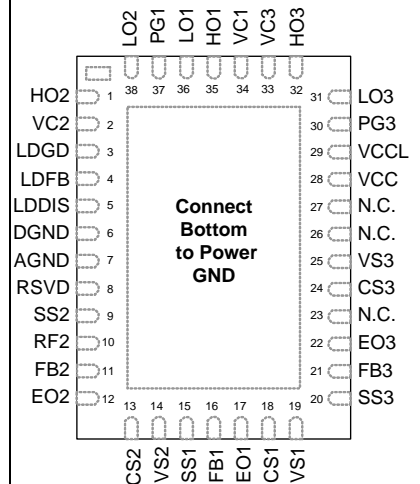 LO2 PG1 LO1 HO1 VC1 VC3 HO3
38 37 36 35 34 33 32
HO2 1
VC2 2
LDGD 3
LDFB 4
LDDIS 5
DGND 6
AGND 7
RSVD 8
SS2 9
RF2 10
FB2 11
EO2 12
Connect
Bottom
to Power
GND
31 LO3
30 PG3
29 VCCL
28 VCC
27 N.C.
26 N.C.
25 VS3
24 CS3
23 N.C.
22 EO3
21 FB3
20 SS3
13 14 15 16 17 18 19
CS2 VS2 SS1 FB1 EO1 CS1 VS1